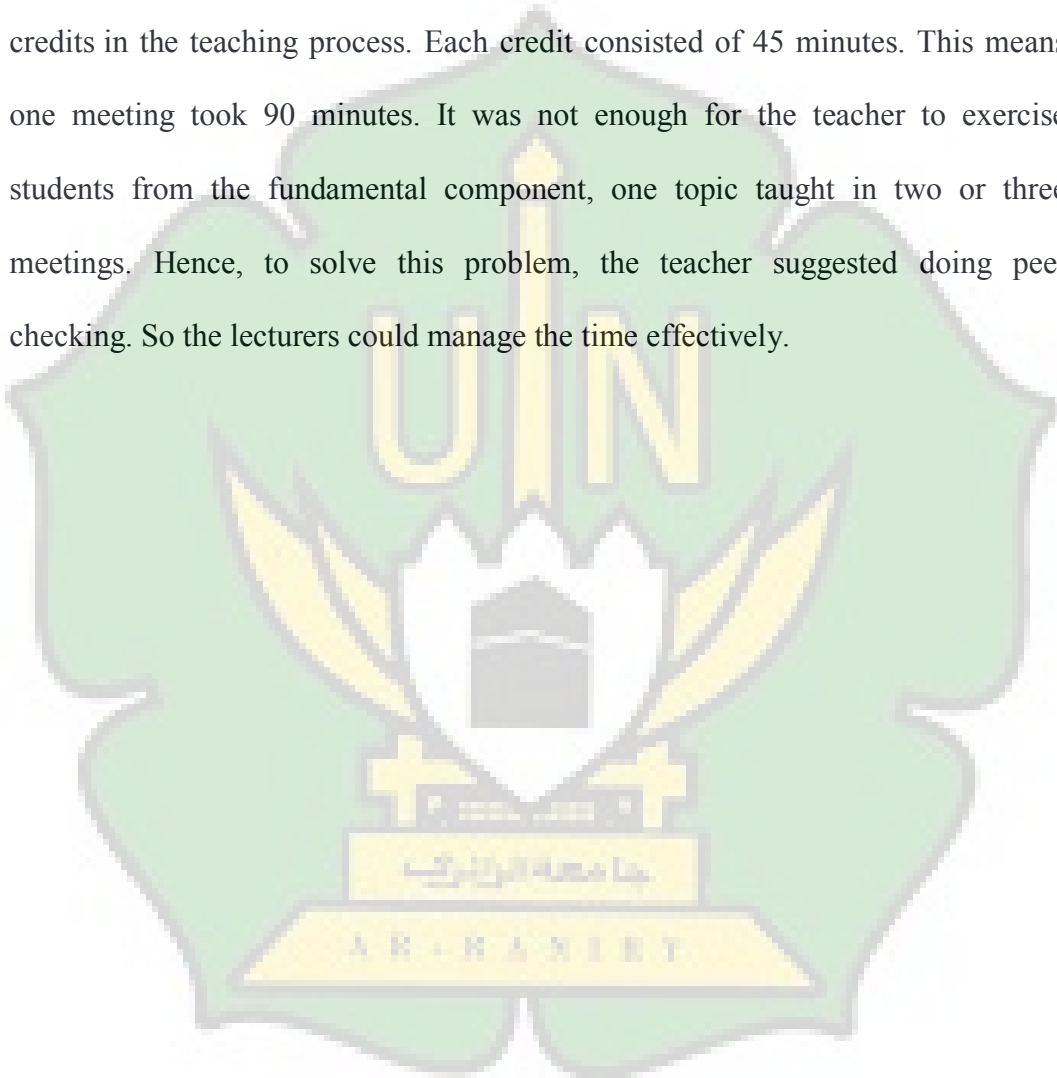 credits in the teaching process. Each credit consisted of 45 minutes. This means
one meeting took 90 minutes. It was not enough for the teacher to exercise
students from the fundamental component, one topic taught in two or three
meetings. Hence, to solve this problem, the teacher suggested doing pee
checking. So the lecturers could manage the time effectively.
UIN
جامعة الرانيري
AR-RANIRY